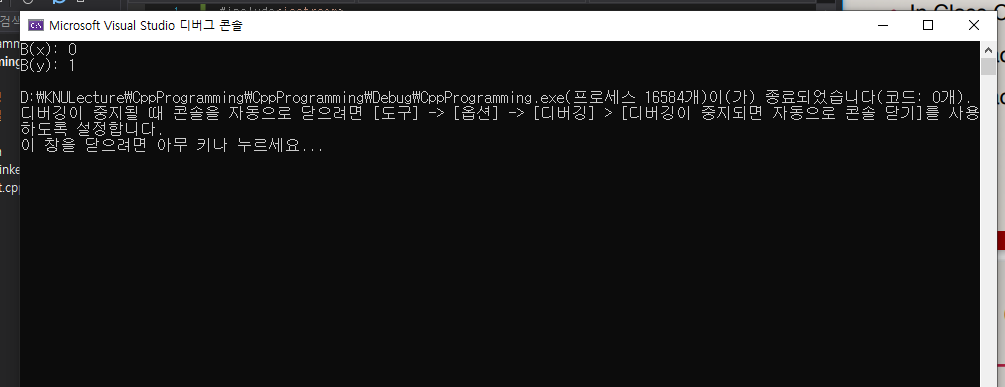 검색
#include<iostream>
Microsoft Visual Studio 디버그 콘솔
B(x): 0
B(y): 1
D:\KNULecture\CppProgramming\CppProgramming\Debug\CppProgramming.exe(프로세스 16584개)이(가) 종료되었습니다(코드: 0개).
디버깅이 중지될 때 콘솔을 자동으로 닫으려면 [도구] -> [옵션] -> [디버깅] > [디버깅이 중지되면 자동으로 콘솔 닫기]를 사용
하도록 설정합니다.
이 창을 닫으려면 아무 키나 누르세요...